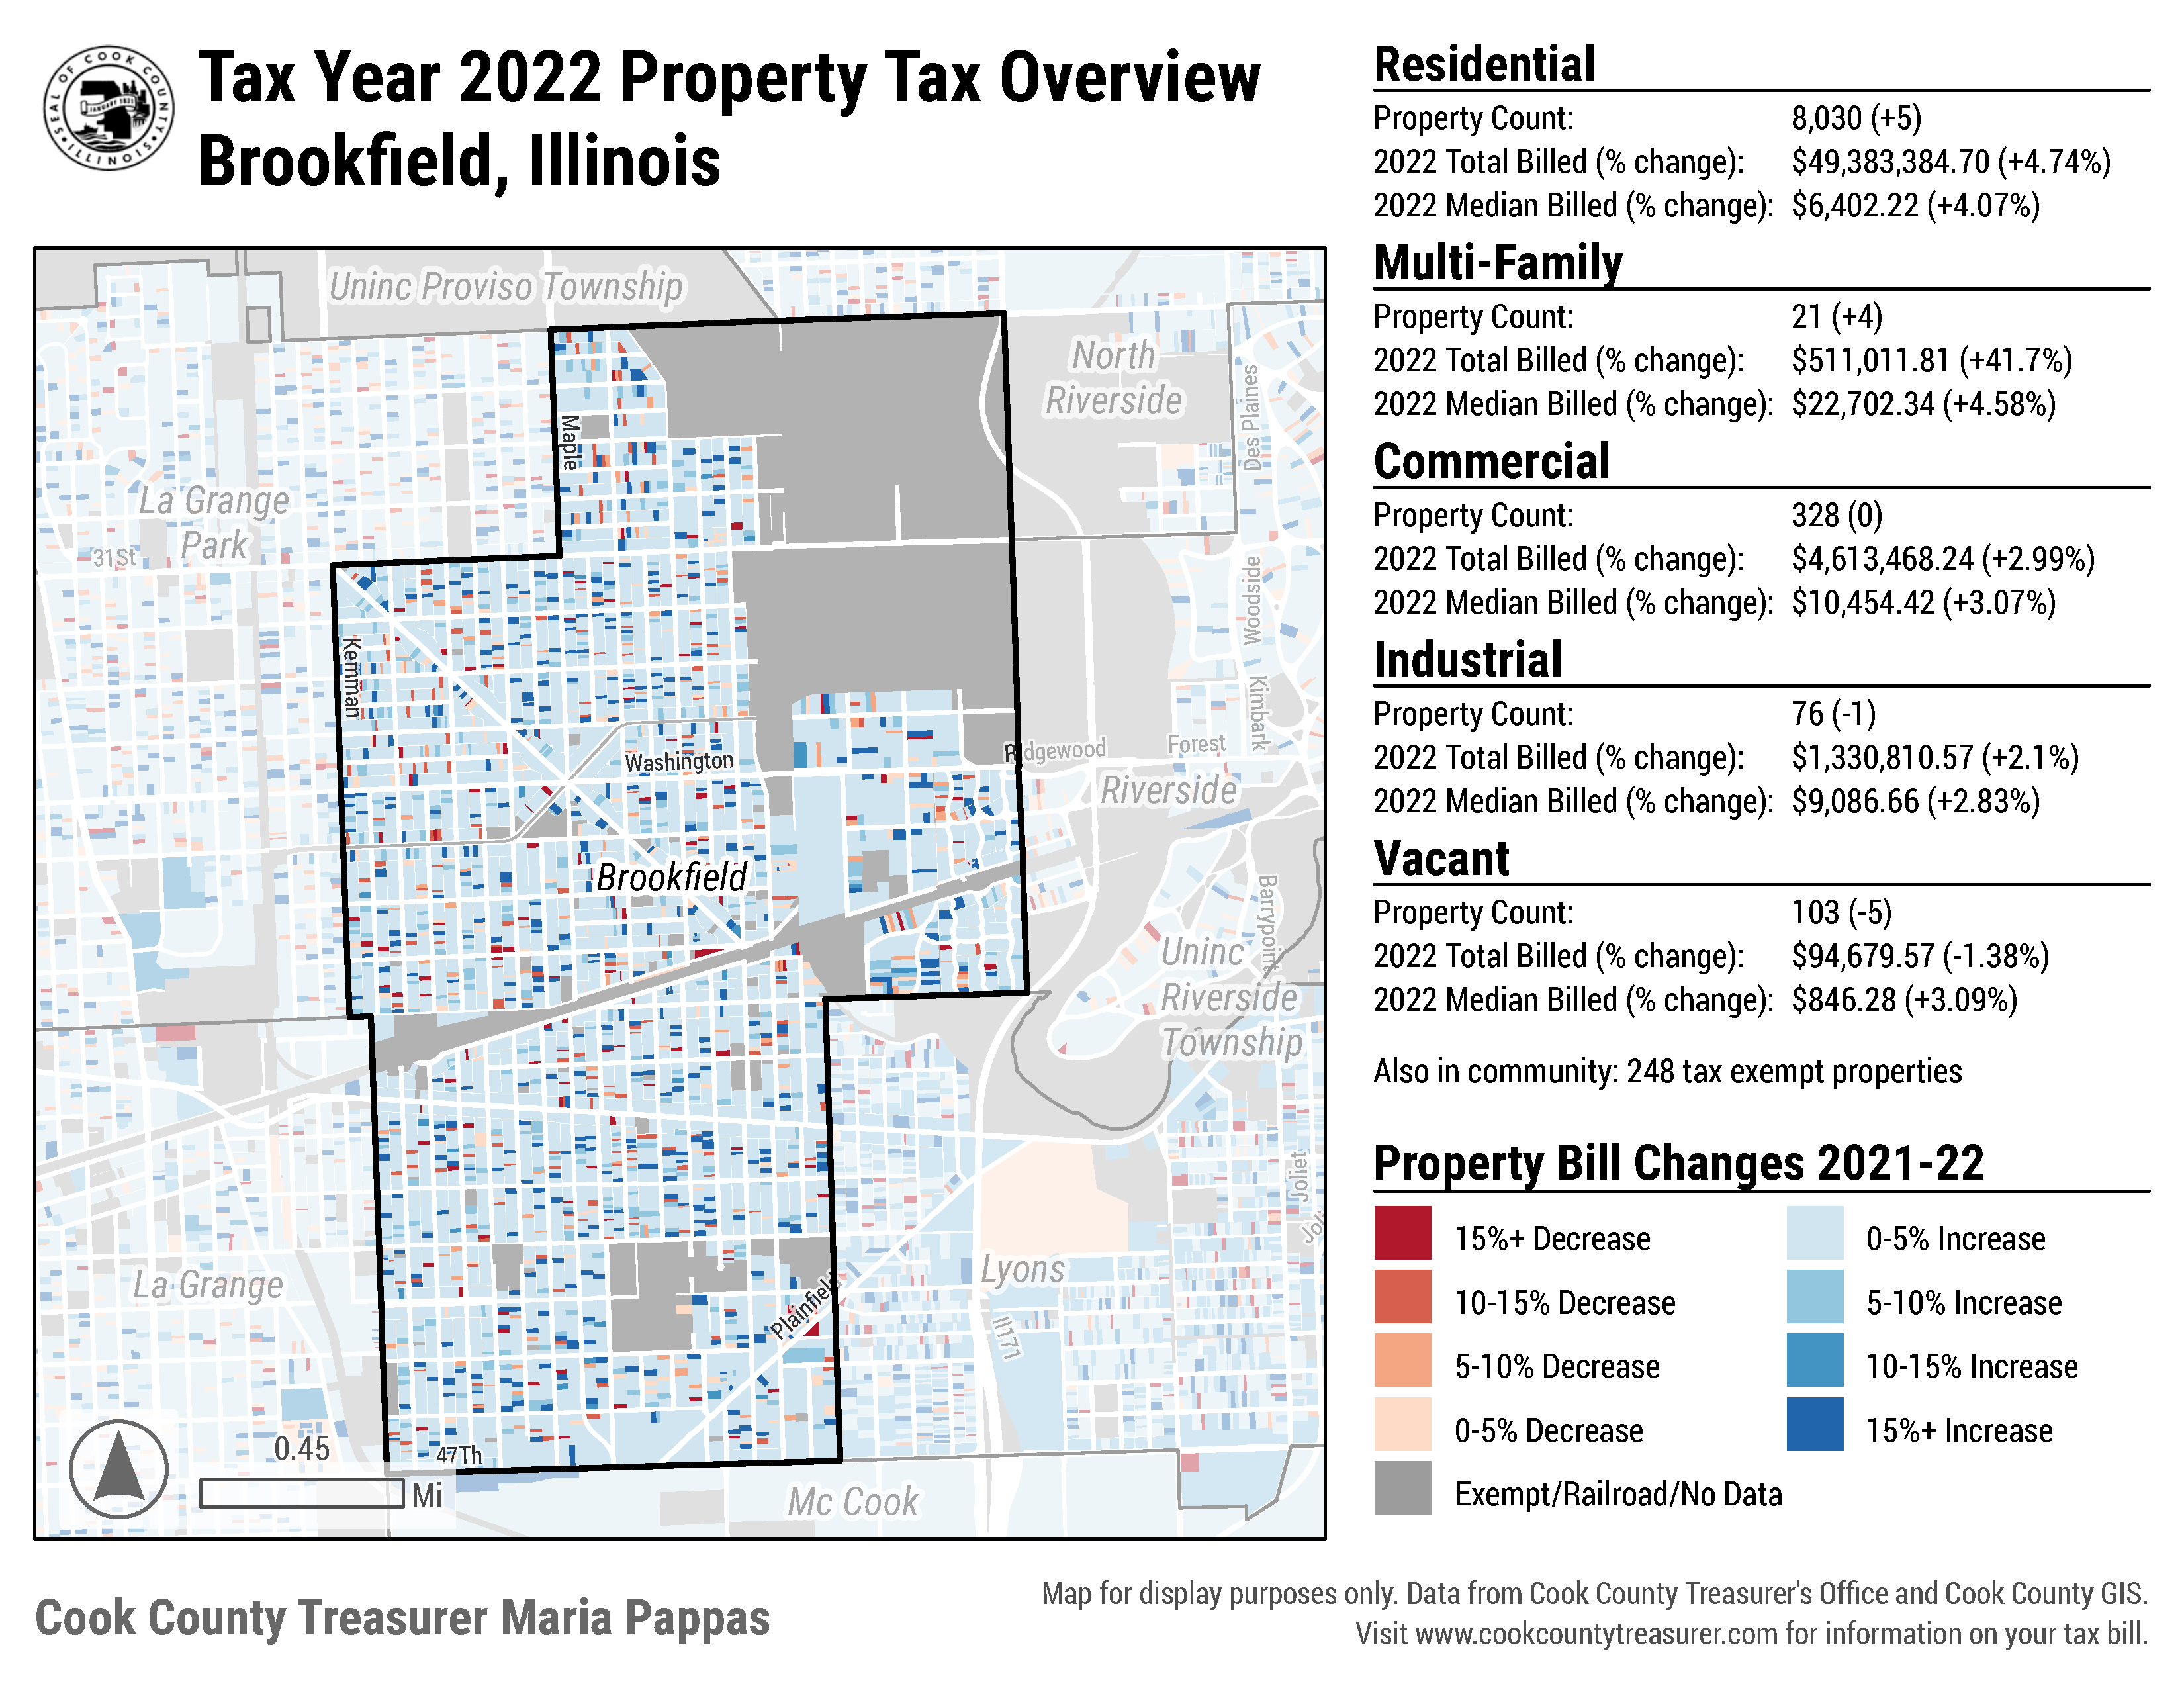 SEAL OF COOK COUNTY
ILLINOIS
JANUARY 1831
Tax Year 2022 Property Tax Overview
Brookfield, Illinois
Uninc Proviso Township
North
Riverside
Des Plaines
Maple
La Grange
Park
31St
Woodside
Kemman
Kimbark
Washington
Ridgewood
Forest
Riverside
Brookfield
Barrypoint
Uninc
Riverside
Township
Joliet
La Grange
Lyons
Plainfield
Il171
0.45
Mi
47Th
Mc Cook
Residential
Property Count: 8,030 (+5)
2022 Total Billed (% change): $49,383,384.70 (+4.74%)
2022 Median Billed (% change): $6,402.22 (+4.07%)
Multi-Family
Property Count: 21 (+4)
2022 Total Billed (% change): $511,011.81 (+41.7%)
2022 Median Billed (% change): $22,702.34 (+4.58%)
Commercial
Property Count: 328 (0)
2022 Total Billed (% change): $4,613,468.24 (+2.99%)
2022 Median Billed (% change): $10,454.42 (+3.07%)
Industrial
Property Count: 76 (-1)
2022 Total Billed (% change): $1,330,810.57 (+2.1%)
2022 Median Billed (% change): $9,086.66 (+2.83%)
Vacant
Property Count: 103 (-5)
2022 Total Billed (% change): $94,679.57 (-1.38%)
2022 Median Billed (% change): $846.28 (+3.09%)
Also in community: 248 tax exempt properties
Property Bill Changes 2021-22
15%+ Decrease
0-5% Increase
10-15% Decrease
5-10% Increase
5-10% Decrease
10-15% Increase
0-5% Decrease
15%+ Increase
Exempt/Railroad/No Data
Cook County Treasurer Maria Pappas
Map for display purposes only. Data from Cook County Treasurer's Office and Cook County GIS.
Visit www.cookcountytreasurer.com for information on your tax bill.